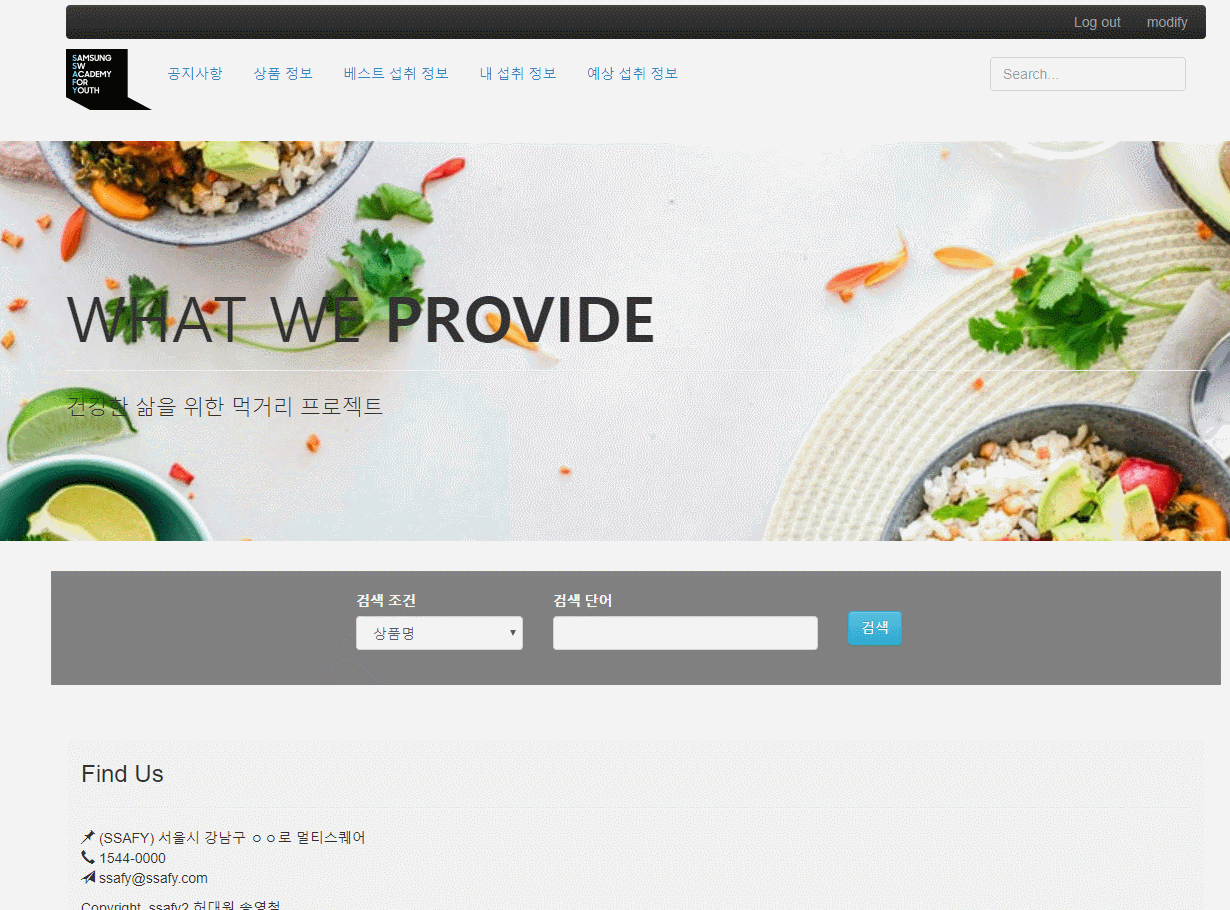 Log out modify
SAMSUNG
SW
ACADEMY
FOR
YOUTH
공지사항 상품 정보 베스트 섭취 정보 내 섭취 정보 예상 섭취 정보 Search...
WHAT WE PROVIDE
건강한 삶을 위한 먹거리 프로젝트
검색 조건 검색 단어
상품명 검색
Find Us
(SSAFY) 서울시 강남구 ㅇㅇ로 멀티스퀘어
1544-0000
ssafy@ssafy.com
Copyright ssafy2